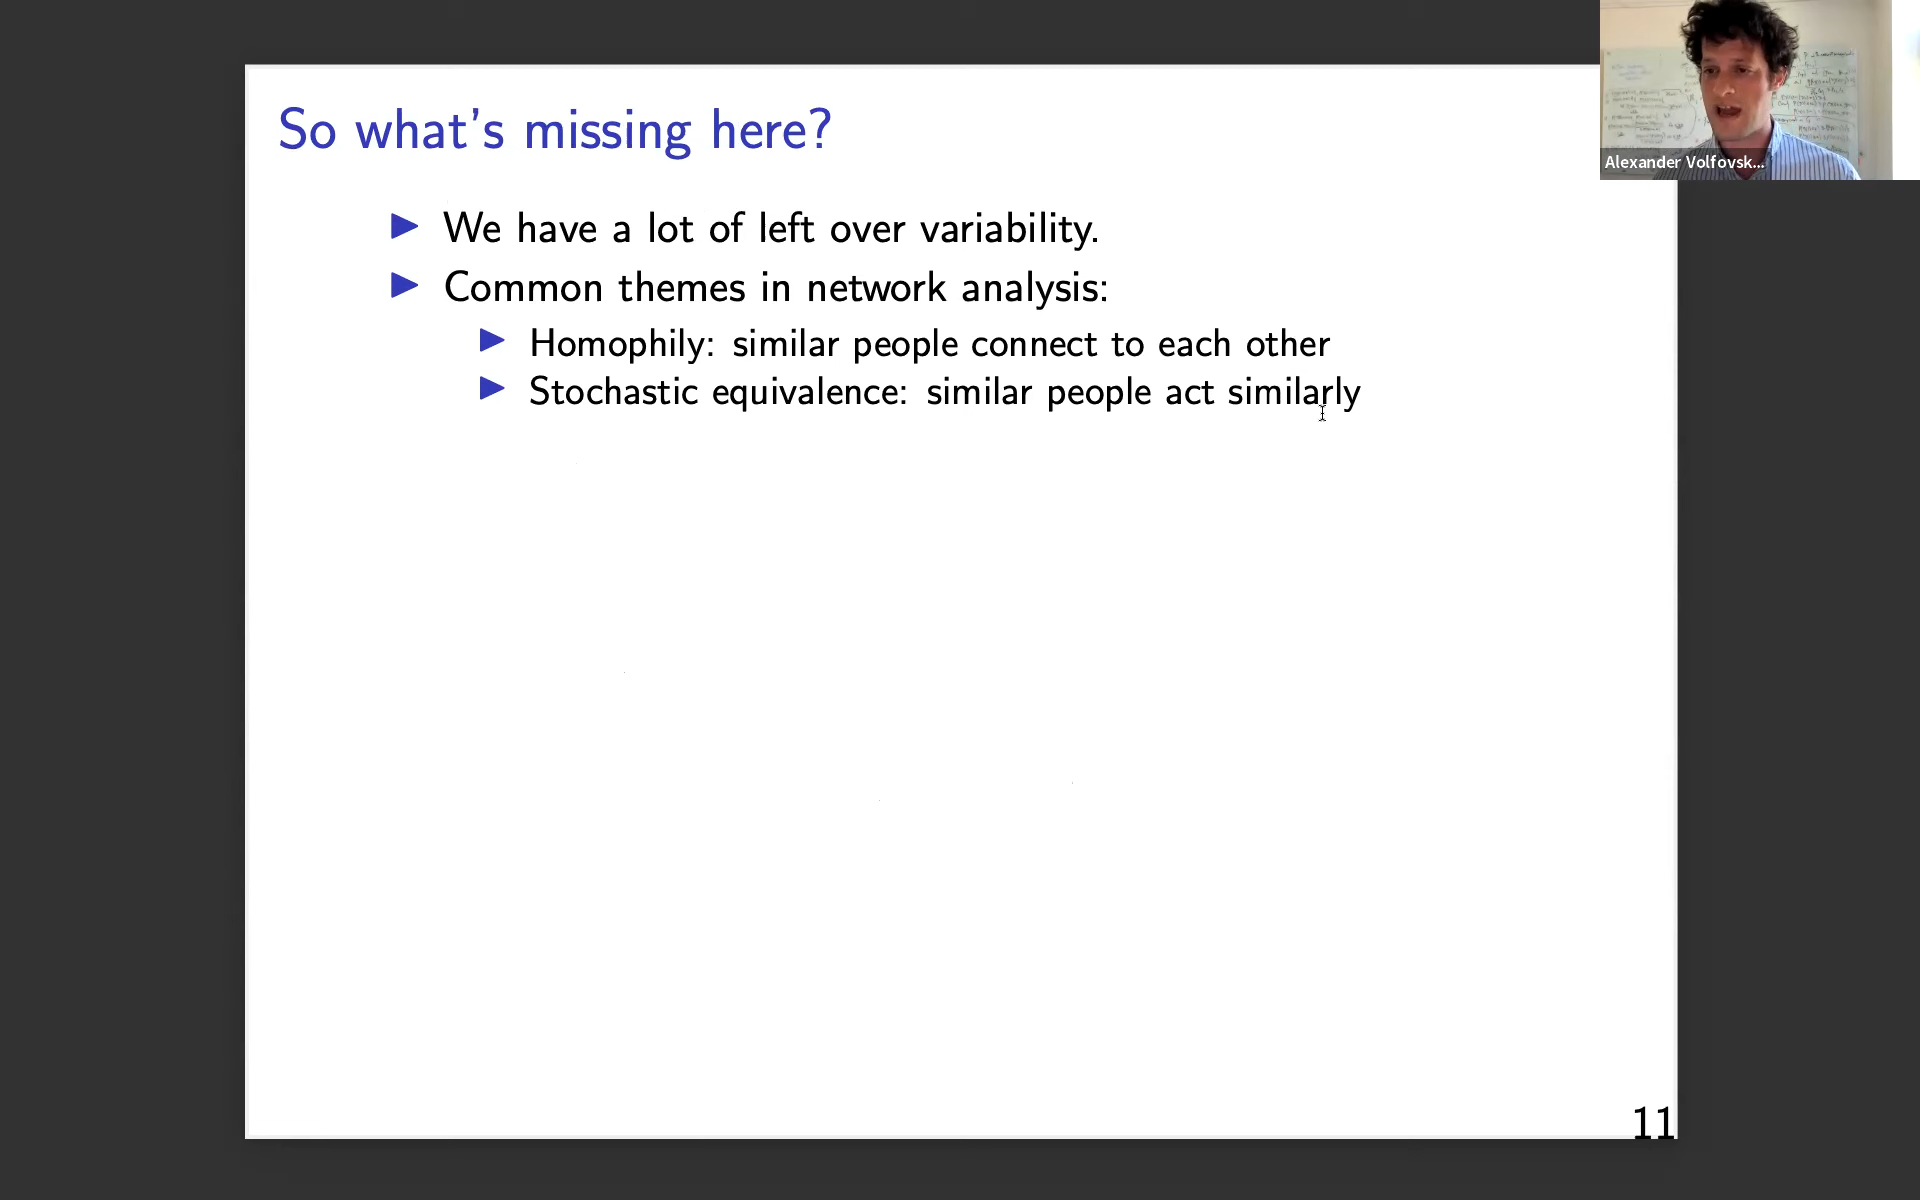 So what's missing here?
▶ We have a lot of left over variability.
▶ Common themes in network analysis:
▶ Homophily: similar people connect to each other
▶ Stochastic equivalence: similar people act similarly
11
Alexander Volfovsk...